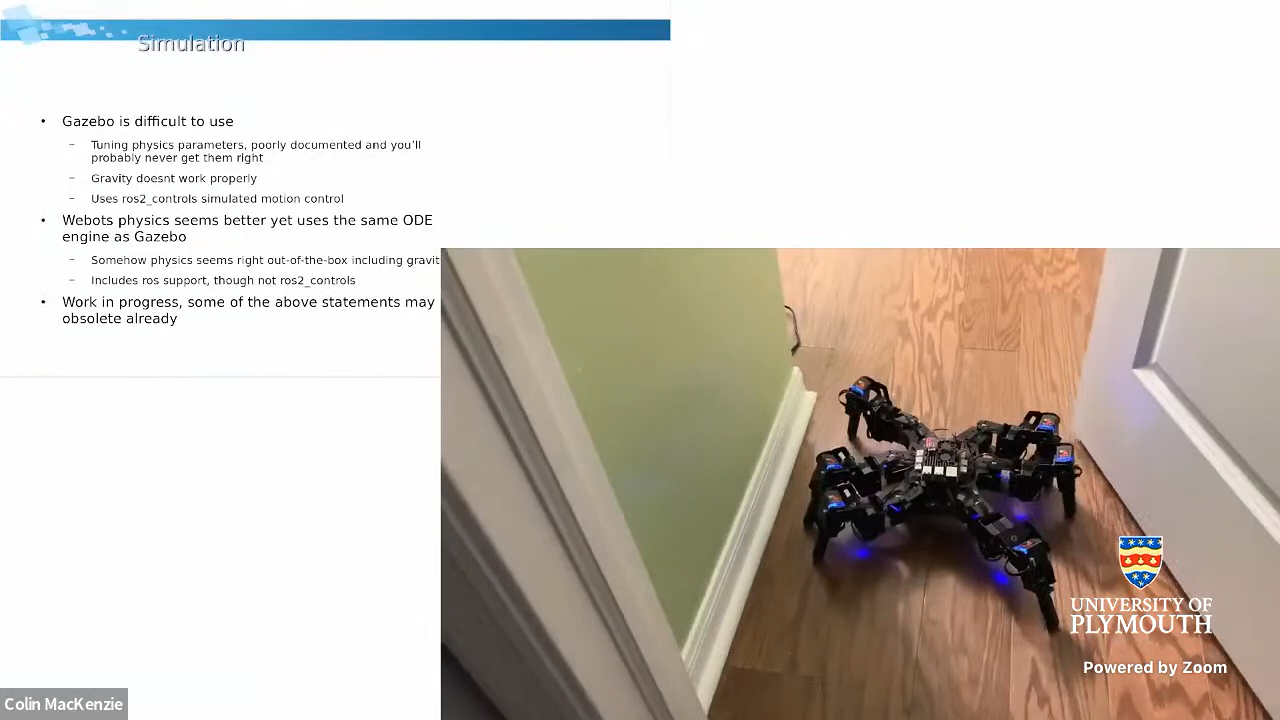 Simulation
• Gazebo is difficult to use
– Tuning physics parameters, poorly documented and you'll
probably never get them right
– Gravity doesnt work properly
– Uses ros2_controls simulated motion control
• Webots physics seems better yet uses the same ODE
engine as Gazebo
– Somehow physics seems right out-of-the-box including gravit
– Includes ros support, though not ros2_controls
• Work in progress, some of the above statements may
obsolete already
UNIVERSITY OF
PLYMOUTH
Powered by Zoom
Colin MacKenzie